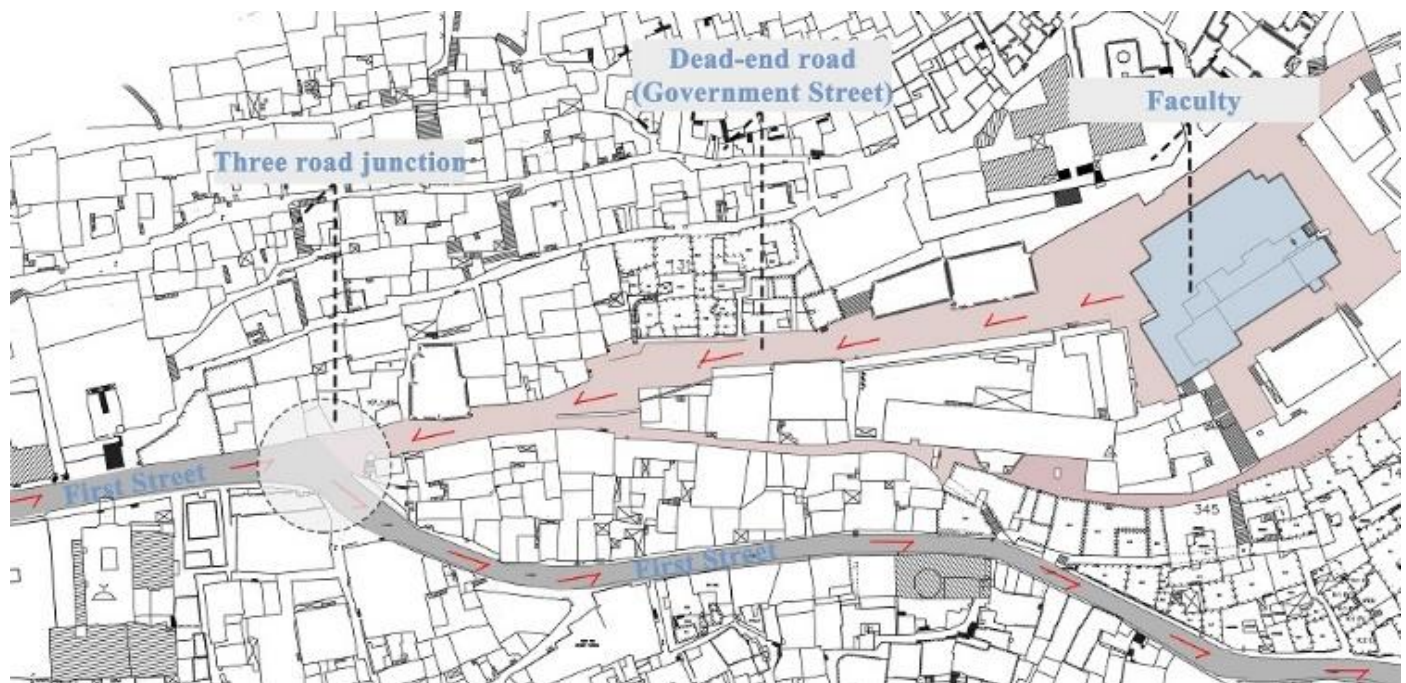 Dead-end road
(Government Street)
Faculty
Three road junction
First Street
First Street
345